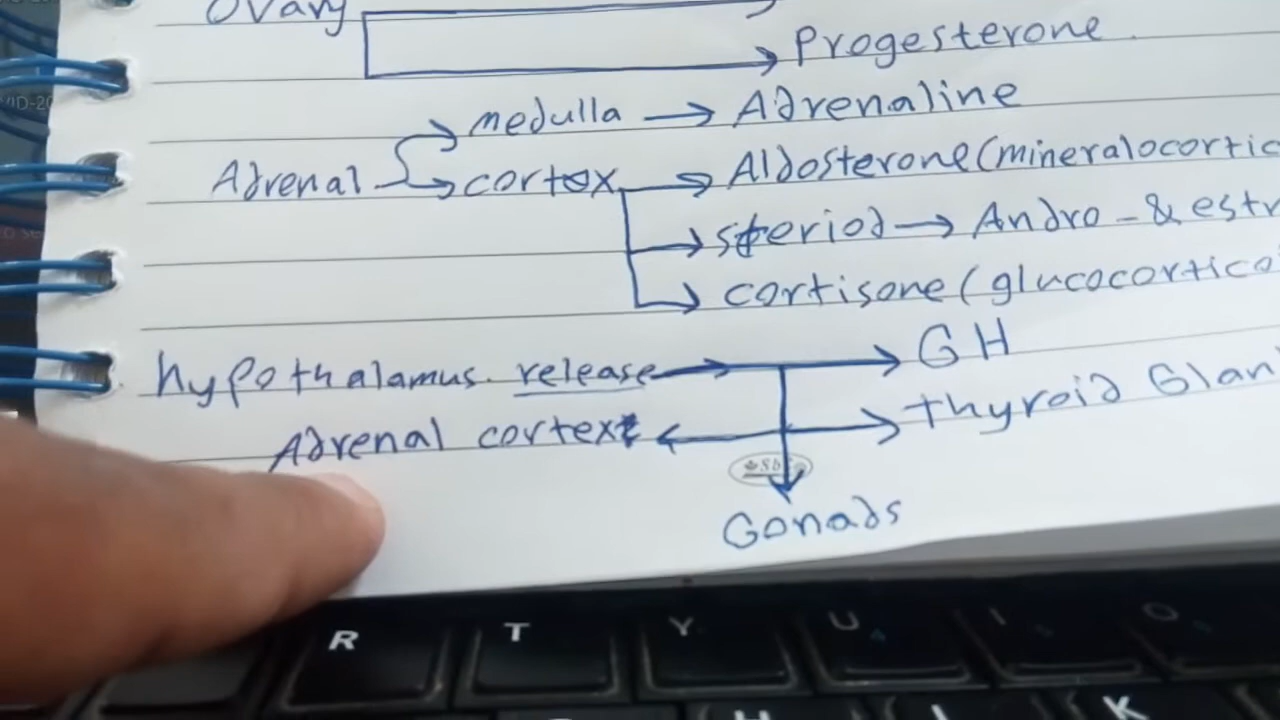 Ovary
Progesterone
medulla → Adrenaline
Adrenal
cortex → Aldosterone (mineralocortic
steriod → Andro - & estr
cortisone (glucocortico
hypothalamus release → GH
Adrenal cortex ← → Thyroid Glan
Gonads
R T Y U I O
K